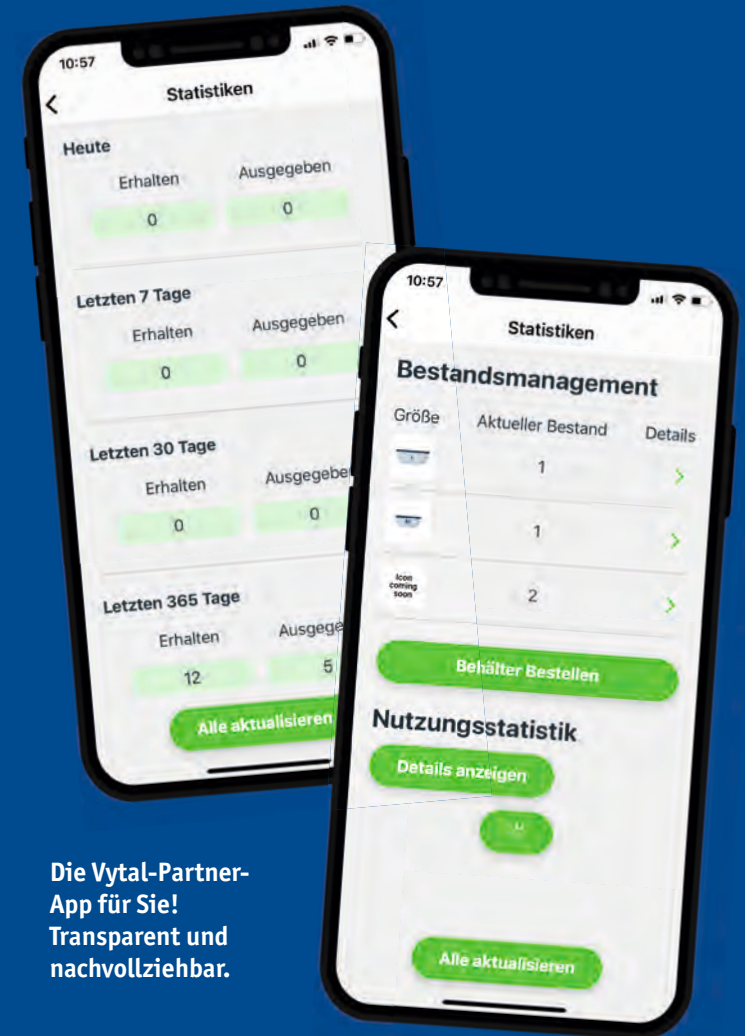 10:57
Statistiken
Heute
Erhalten Ausgegeben
0 0
Letzten 7 Tage
Erhalten Ausgegeben
0 0
Letzten 30 Tage
Erhalten Ausgegebe
0 0
Letzten 365 Tage
Erhalten Ausgege
12 5
Alle aktualisieren
10:57
Statistiken
Bestandsmanagement
Größe Aktueller Bestand Details
1
1
Icon
coming
soon
2
Behälter Bestellen
Nutzungsstatistik
Details anzeigen
Alle aktualisieren
Die Vytal-Partner-
App für Sie!
Transparent und
nachvollziehbar.